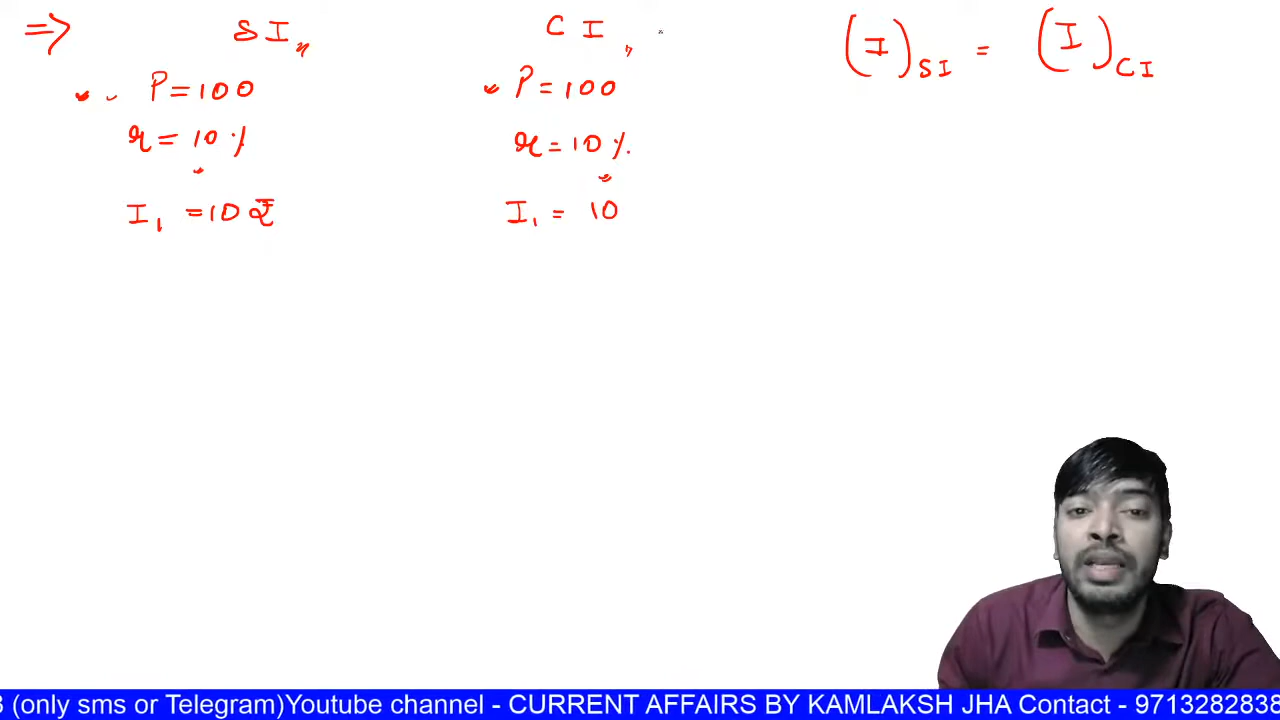 => SI CI (I)SI = (I)CI
P = 100 P = 100
r = 10% r = 10%
I1 = 10 ₹ I1 = 10
3 (only sms or Telegram)Youtube channel - CURRENT AFFAIRS BY KAMLAKSH JHA Contact - 9713282838